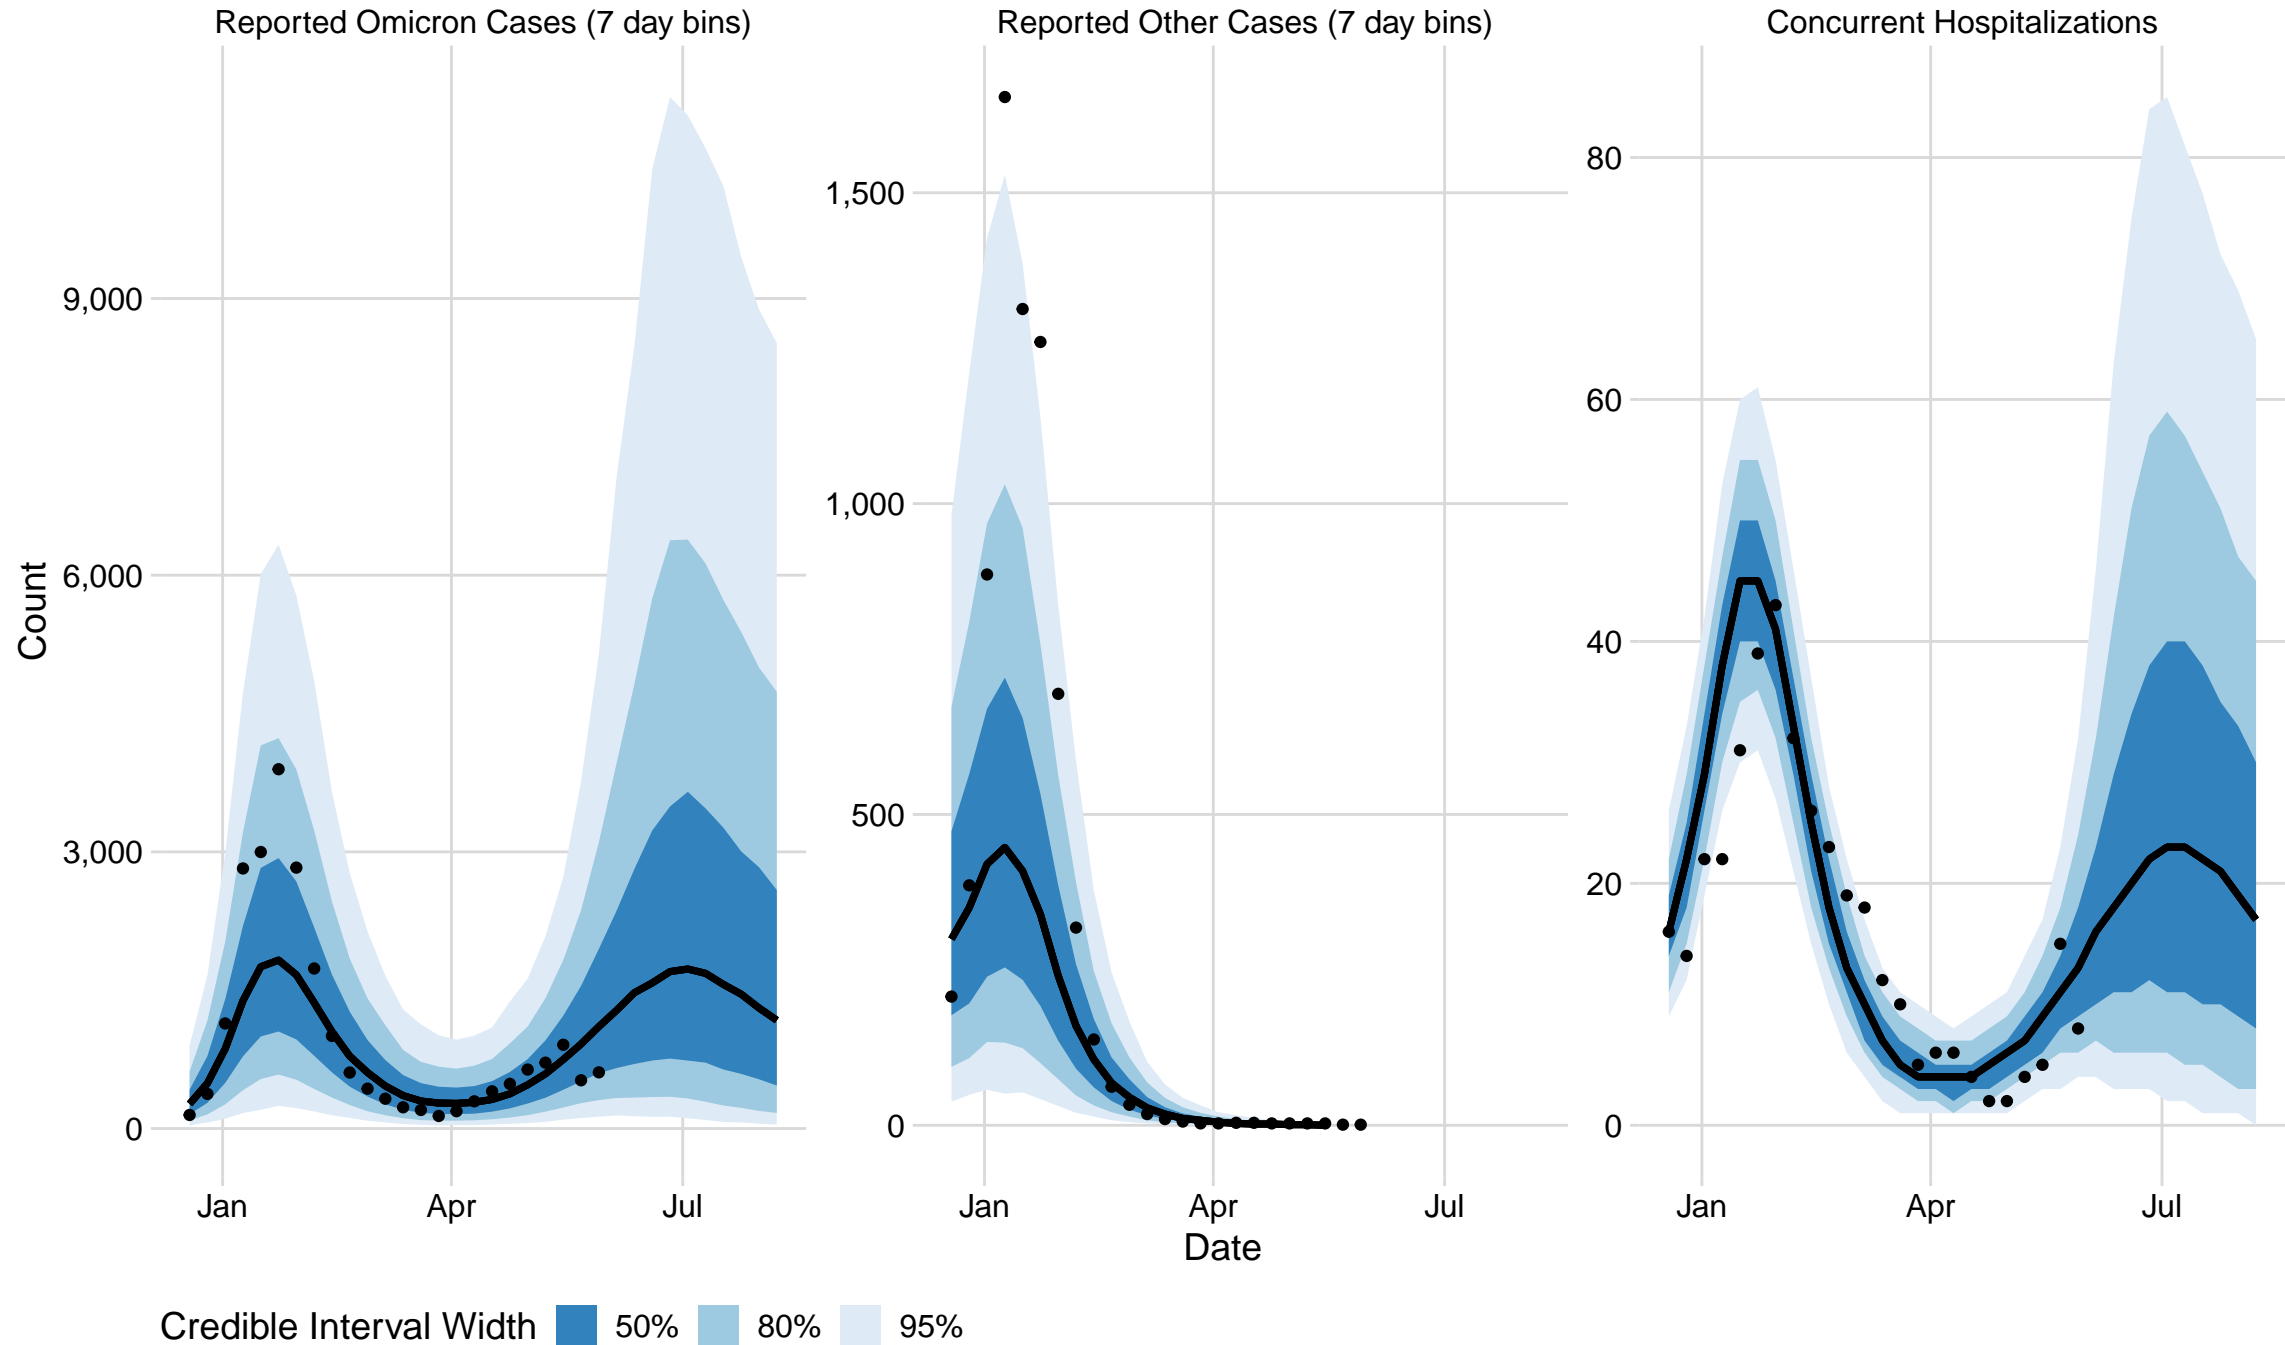 Reported Omicron Cases (7 day bins)
Reported Other Cases (7 day bins)
Concurrent Hospitalizations
Count
9,000
6,000
3,000
0
1,500
1,000
500
0
80
60
40
20
0
Jan
Apr
Jul
Jan
Apr
Jul
Jan
Apr
Jul
Date
Credible Interval Width 50% 80% 95%